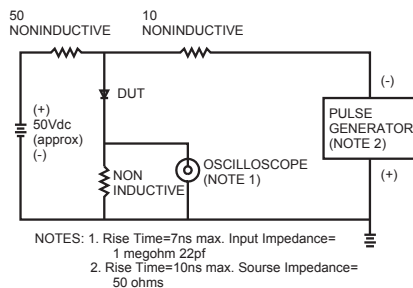 50
NONINDUCTIVE
10
NONINDUCTIVE
(+)
50Vdc
(approx)
(-)
DUT
NON
INDUCTIVE
OSCILLOSCOPE
(NOTE 1)
(-)
PULSE
GENERATOR
(NOTE 2)
(+)
NOTES: 1. Rise Time=7ns max. Input Impedance=
1 megohm 22pf
2. Rise Time=10ns max. Sourse Impedance=
50 ohms